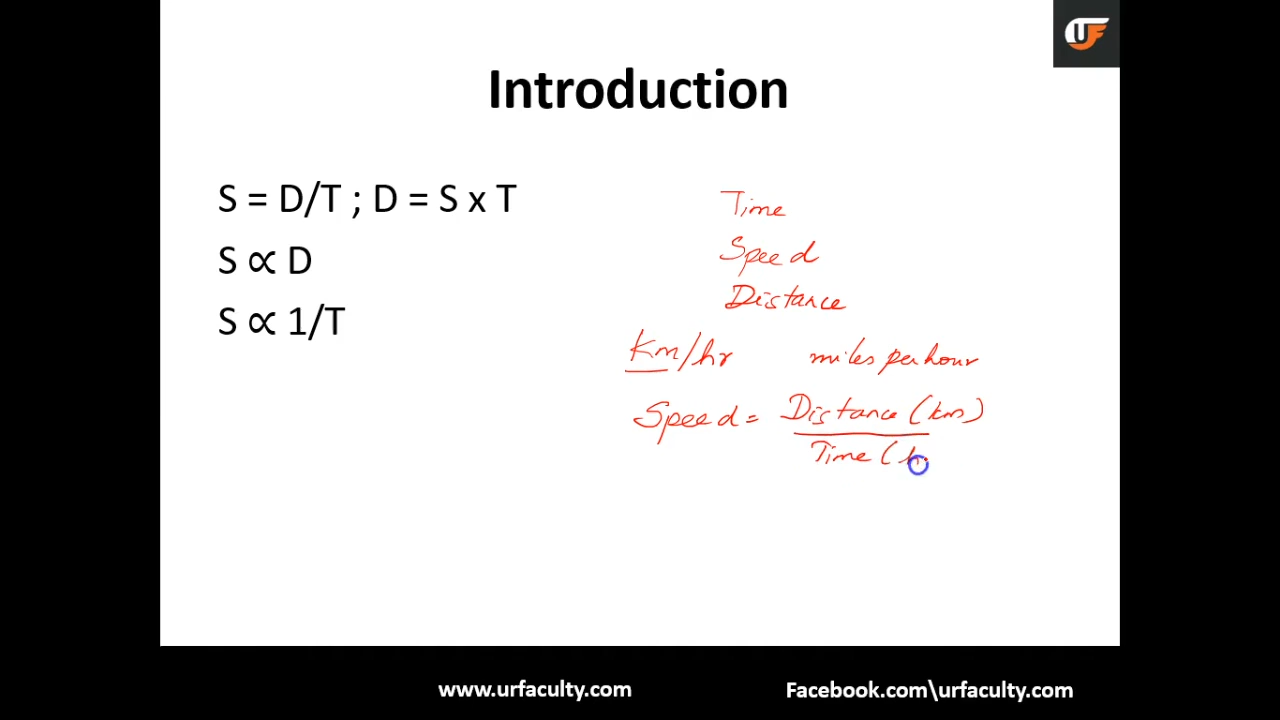 UF
Introduction
S = D/T ; D = S x T
S ∝ D
S ∝ 1/T
Time
Speed
Distance
Km/hr miles per hour
Speed = Distance (km)
Time (h
www.urfaculty.com
Facebook.com\urfaculty.com